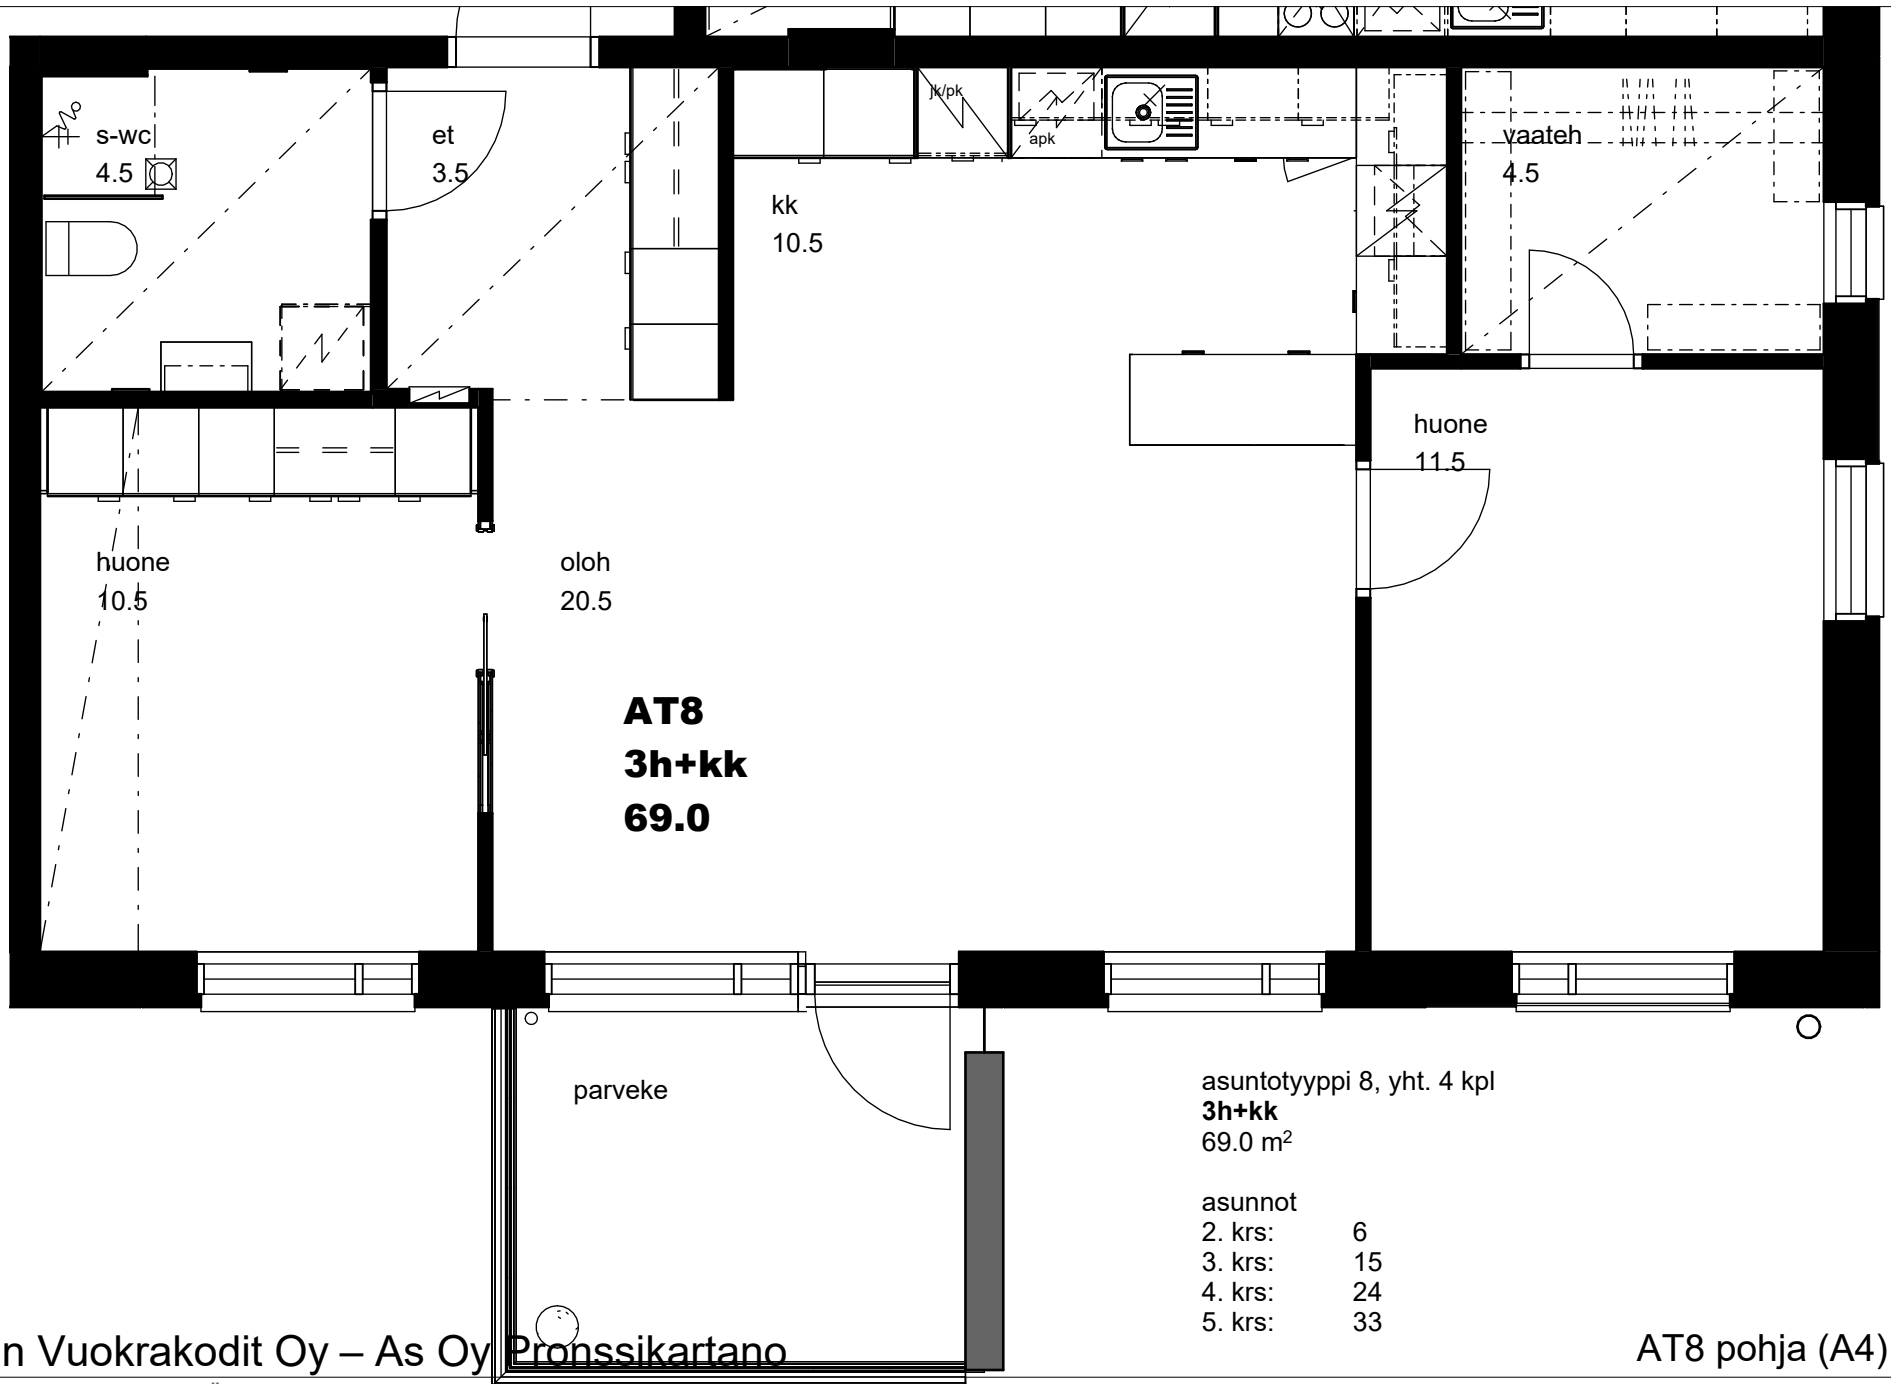 s-wc
4.5
et
3.5
jk/pk
apk
kk
10.5
vaateh
4.5
huone
11.5
huone
10.5
oloh
20.5
AT8
3h+kk
69.0
parveke
asuntotyyppi 8, yht. 4 kpl
3h+kk
69.0 m²
asunnot
2. krs: 6
3. krs: 15
4. krs: 24
5. krs: 33
n Vuokrakodit Oy – As Oy Pronssikartano
AT8 pohja (A4)